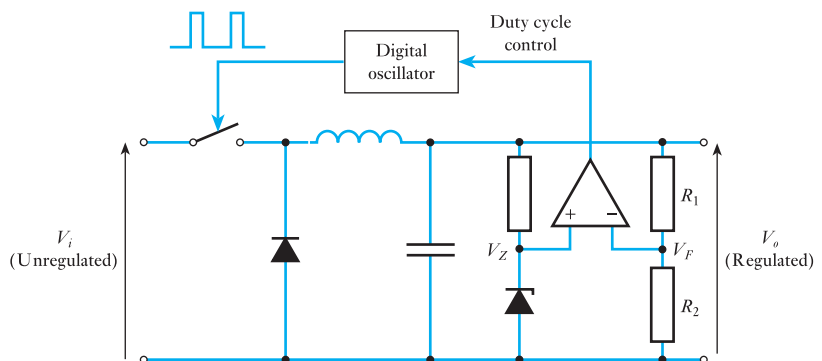 Duty cycle
control
Digital
oscillator
V_i
(Unregulated)
+
−
R_1
V_Z
V_F
V_o
(Regulated)
R_2